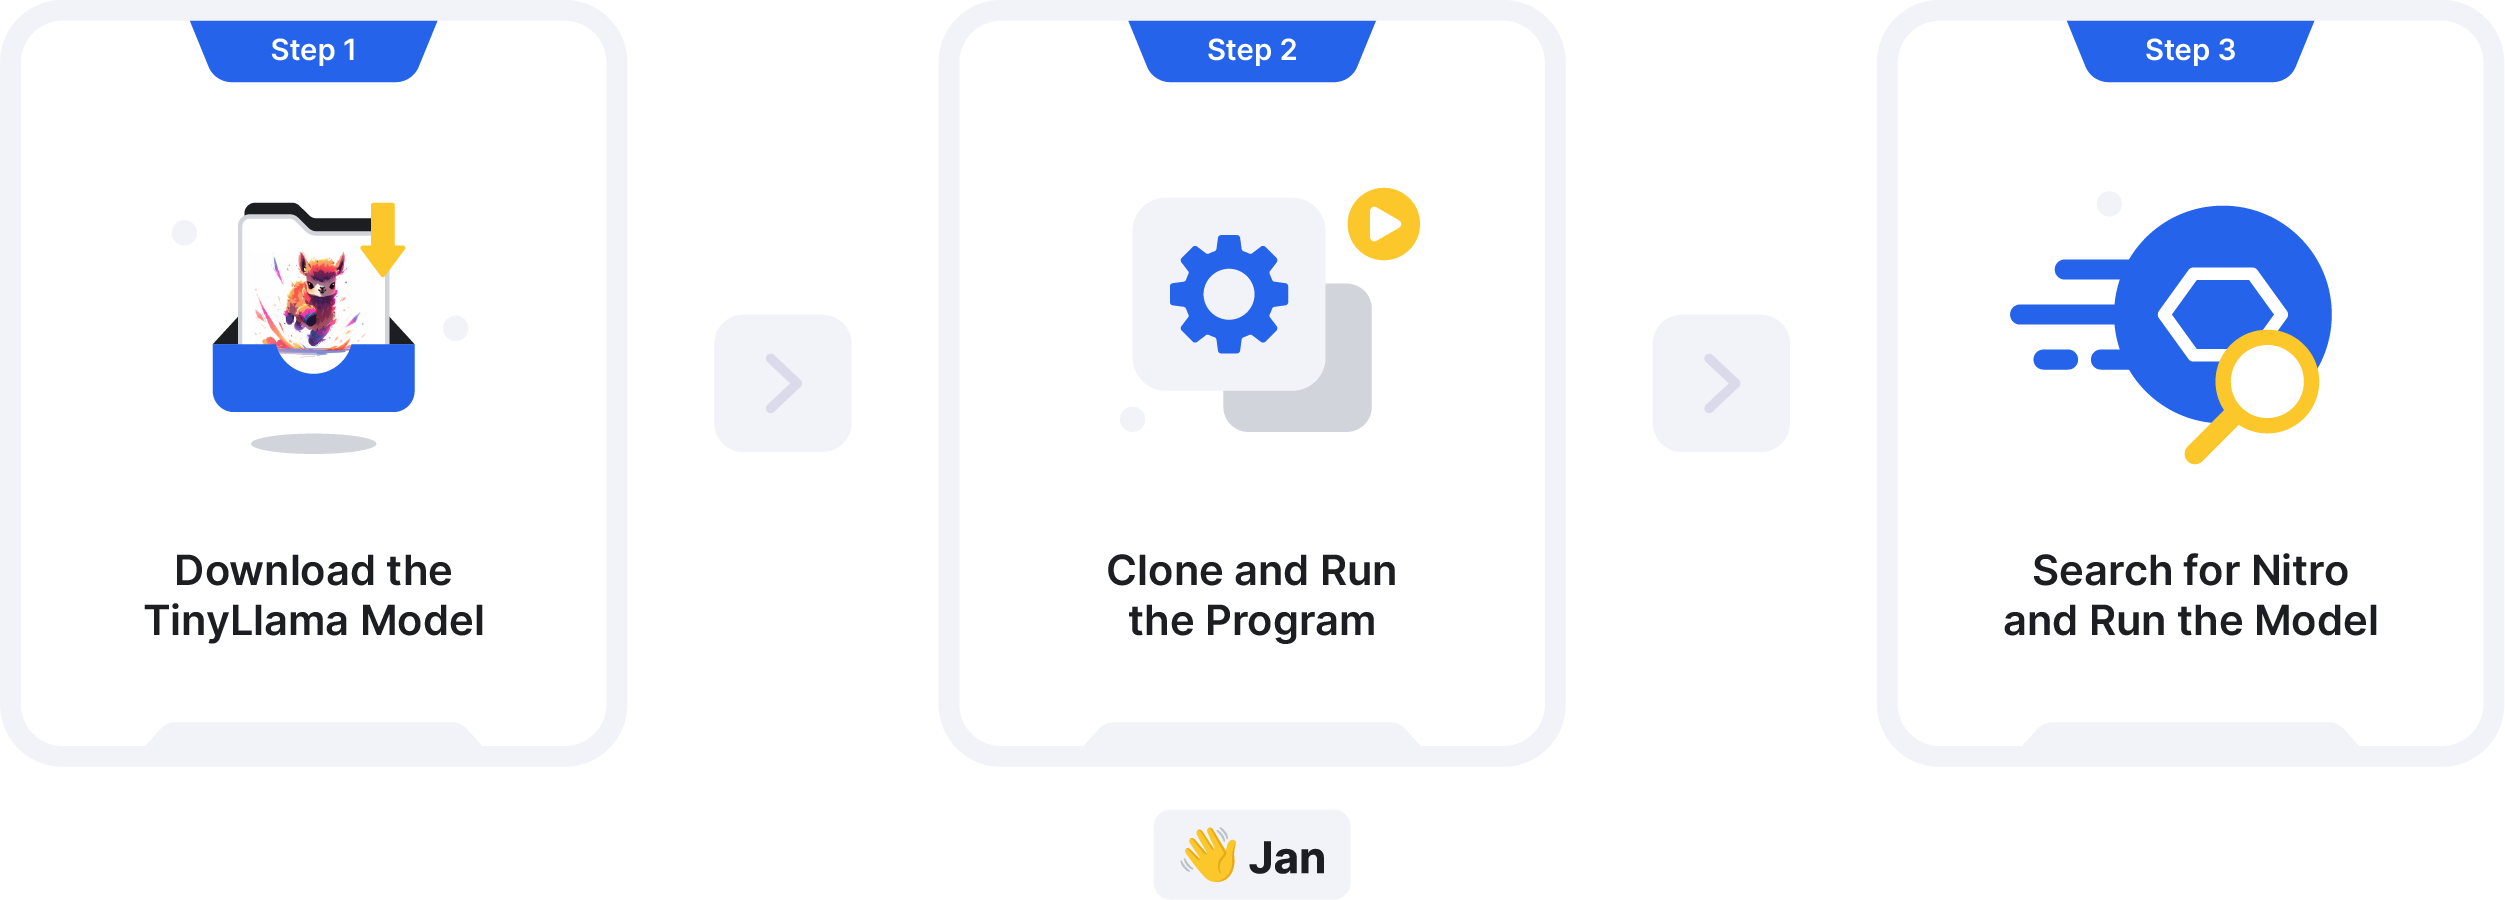 Step 1
Download the
TinyLlama Model
Step 2
Clone and Run
the Program
Step 3
Search for Nitro
and Run the Model
Jan